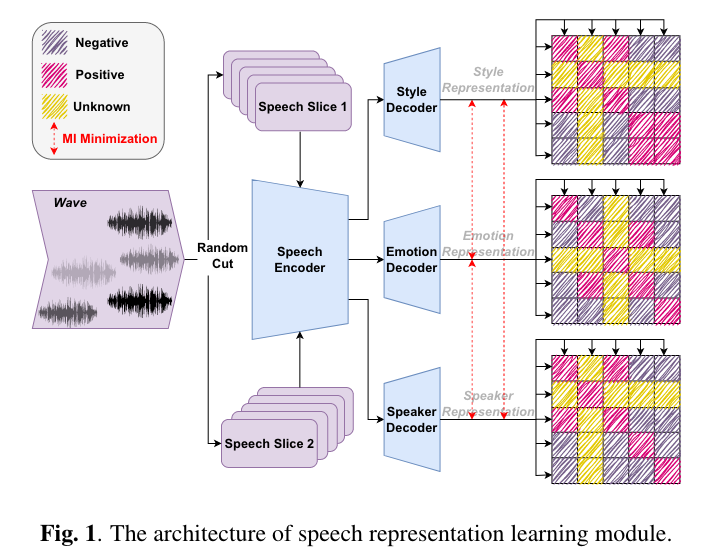 Negative
Positive
Unknown
MI Minimization
Wave
Random
Cut
Speech Slice 1
Speech
Encoder
Speech Slice 2
Style
Decoder
Emotion
Decoder
Speaker
Decoder
Style
Representation
Emotion
Representation
Speaker
Representation
Fig. 1. The architecture of speech representation learning module.